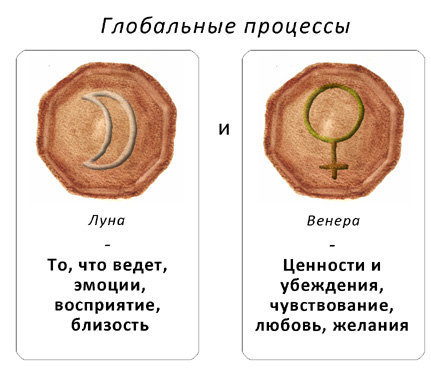 Глобальные процессы
Луна
-
То, что ведет,
эмоции,
восприятие,
близость
и
Венера
-
Ценности и
убеждения,
чувствование,
любовь, желания